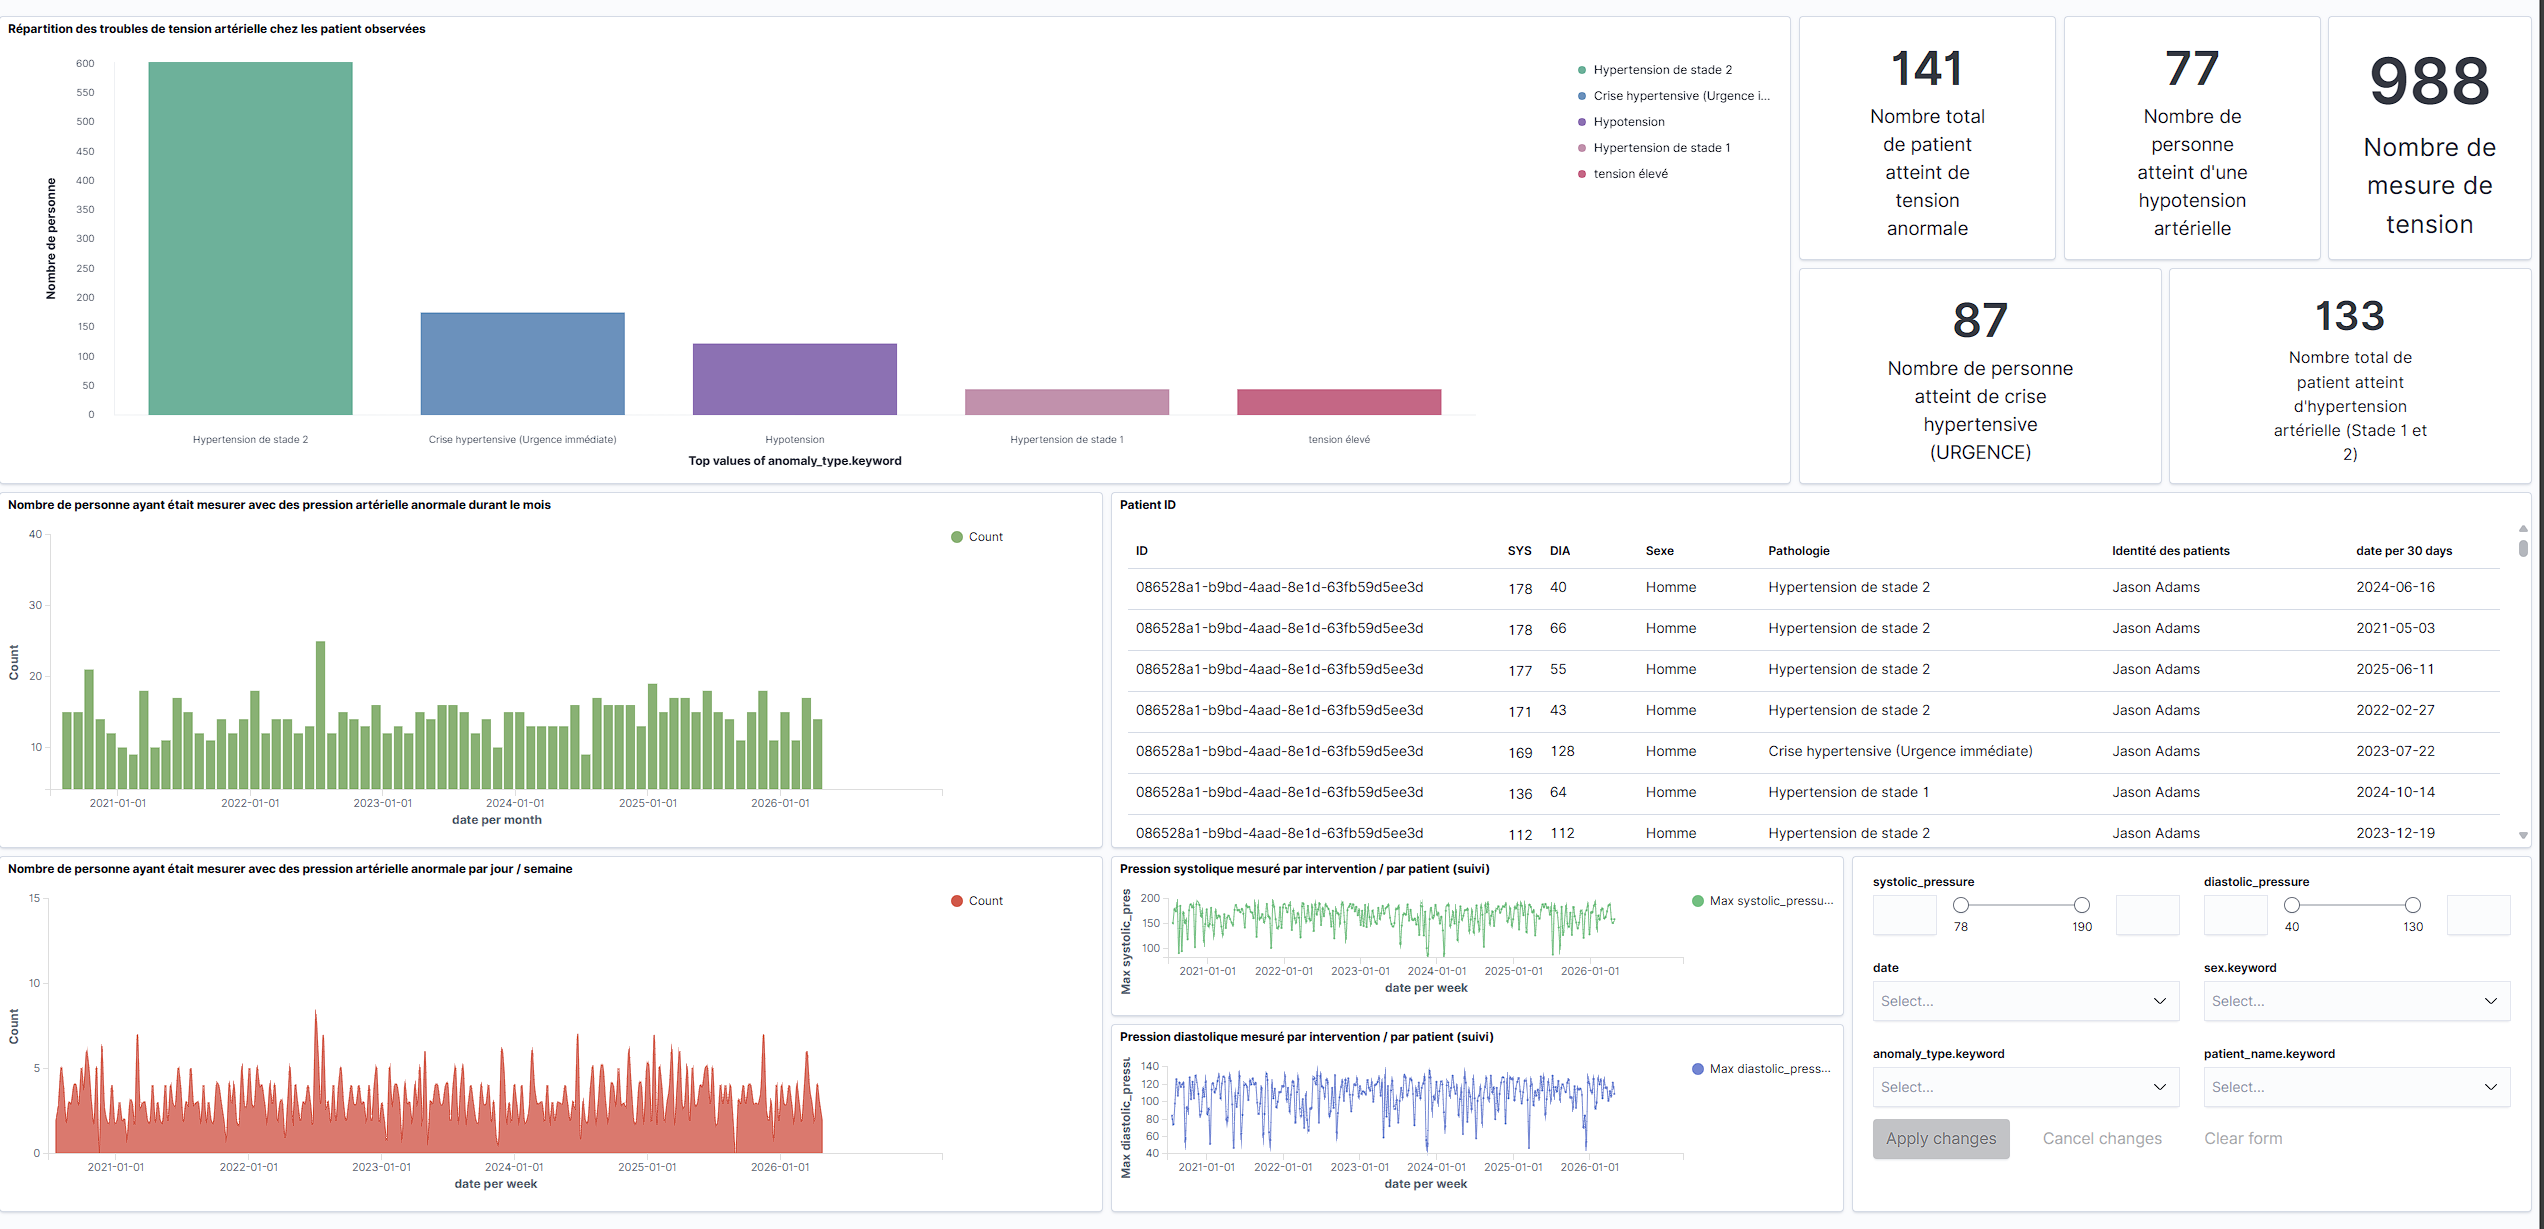 Répartition des troubles de tension artérielle chez les patient observées
600
550
500
450
400
350
300
250
200
150
100
50
0
Nombre de personne
Hypertension de stade 2
Crise hypertensive (Urgence immédiate)
Hypotension
Hypertension de stade 1
tension élevé
Top values of anomaly_type.keyword
Hypertension de stade 2
Crise hypertensive (Urgence i...
Hypotension
Hypertension de stade 1
tension élevé
141
Nombre total
de patient
atteint de
tension
anormale
77
Nombre de
personne
atteint d'une
hypotension
artérielle
988
Nombre de
mesure de
tension
87
Nombre de personne
atteint de crise
hypertensive
(URGENCE)
133
Nombre total de
patient atteint
d'hypertension
artérielle (Stade 1 et
2)
Nombre de personne ayant était mesurer avec des pression artérielle anormale durant le mois
40
30
20
10
Count
2021-01-01 2022-01-01 2023-01-01 2024-01-01 2025-01-01 2026-01-01
date per month
Count
Patient ID
ID SYS DIA Sexe Pathologie Identité des patients date per 30 days
086528a1-b9bd-4aad-8e1d-63fb59d5ee3d 178 40 Homme Hypertension de stade 2 Jason Adams 2024-06-16
086528a1-b9bd-4aad-8e1d-63fb59d5ee3d 178 66 Homme Hypertension de stade 2 Jason Adams 2021-05-03
086528a1-b9bd-4aad-8e1d-63fb59d5ee3d 177 55 Homme Hypertension de stade 2 Jason Adams 2025-06-11
086528a1-b9bd-4aad-8e1d-63fb59d5ee3d 171 43 Homme Hypertension de stade 2 Jason Adams 2022-02-27
086528a1-b9bd-4aad-8e1d-63fb59d5ee3d 169 128 Homme Crise hypertensive (Urgence immédiate) Jason Adams 2023-07-22
086528a1-b9bd-4aad-8e1d-63fb59d5ee3d 136 64 Homme Hypertension de stade 1 Jason Adams 2024-10-14
086528a1-b9bd-4aad-8e1d-63fb59d5ee3d 112 112 Homme Hypertension de stade 2 Jason Adams 2023-12-19
Nombre de personne ayant était mesurer avec des pression artérielle anormale par jour / semaine
15
10
5
0
Count
2021-01-01 2022-01-01 2023-01-01 2024-01-01 2025-01-01 2026-01-01
date per week
Count
Pression systolique mesuré par intervention / par patient (suivi)
200
150
100
Max systolic_pres
2021-01-01 2022-01-01 2023-01-01 2024-01-01 2025-01-01 2026-01-01
date per week
Max systolic_pressu...
Pression diastolique mesuré par intervention / par patient (suivi)
140
120
100
80
60
40
Max diastolic_pressu
2021-01-01 2022-01-01 2023-01-01 2024-01-01 2025-01-01 2026-01-01
date per week
Max diastolic_press...
systolic_pressure
78 190
diastolic_pressure
40 130
date
Select...
sex.keyword
Select...
anomaly_type.keyword
Select...
patient_name.keyword
Select...
Apply changes
Cancel changes
Clear form